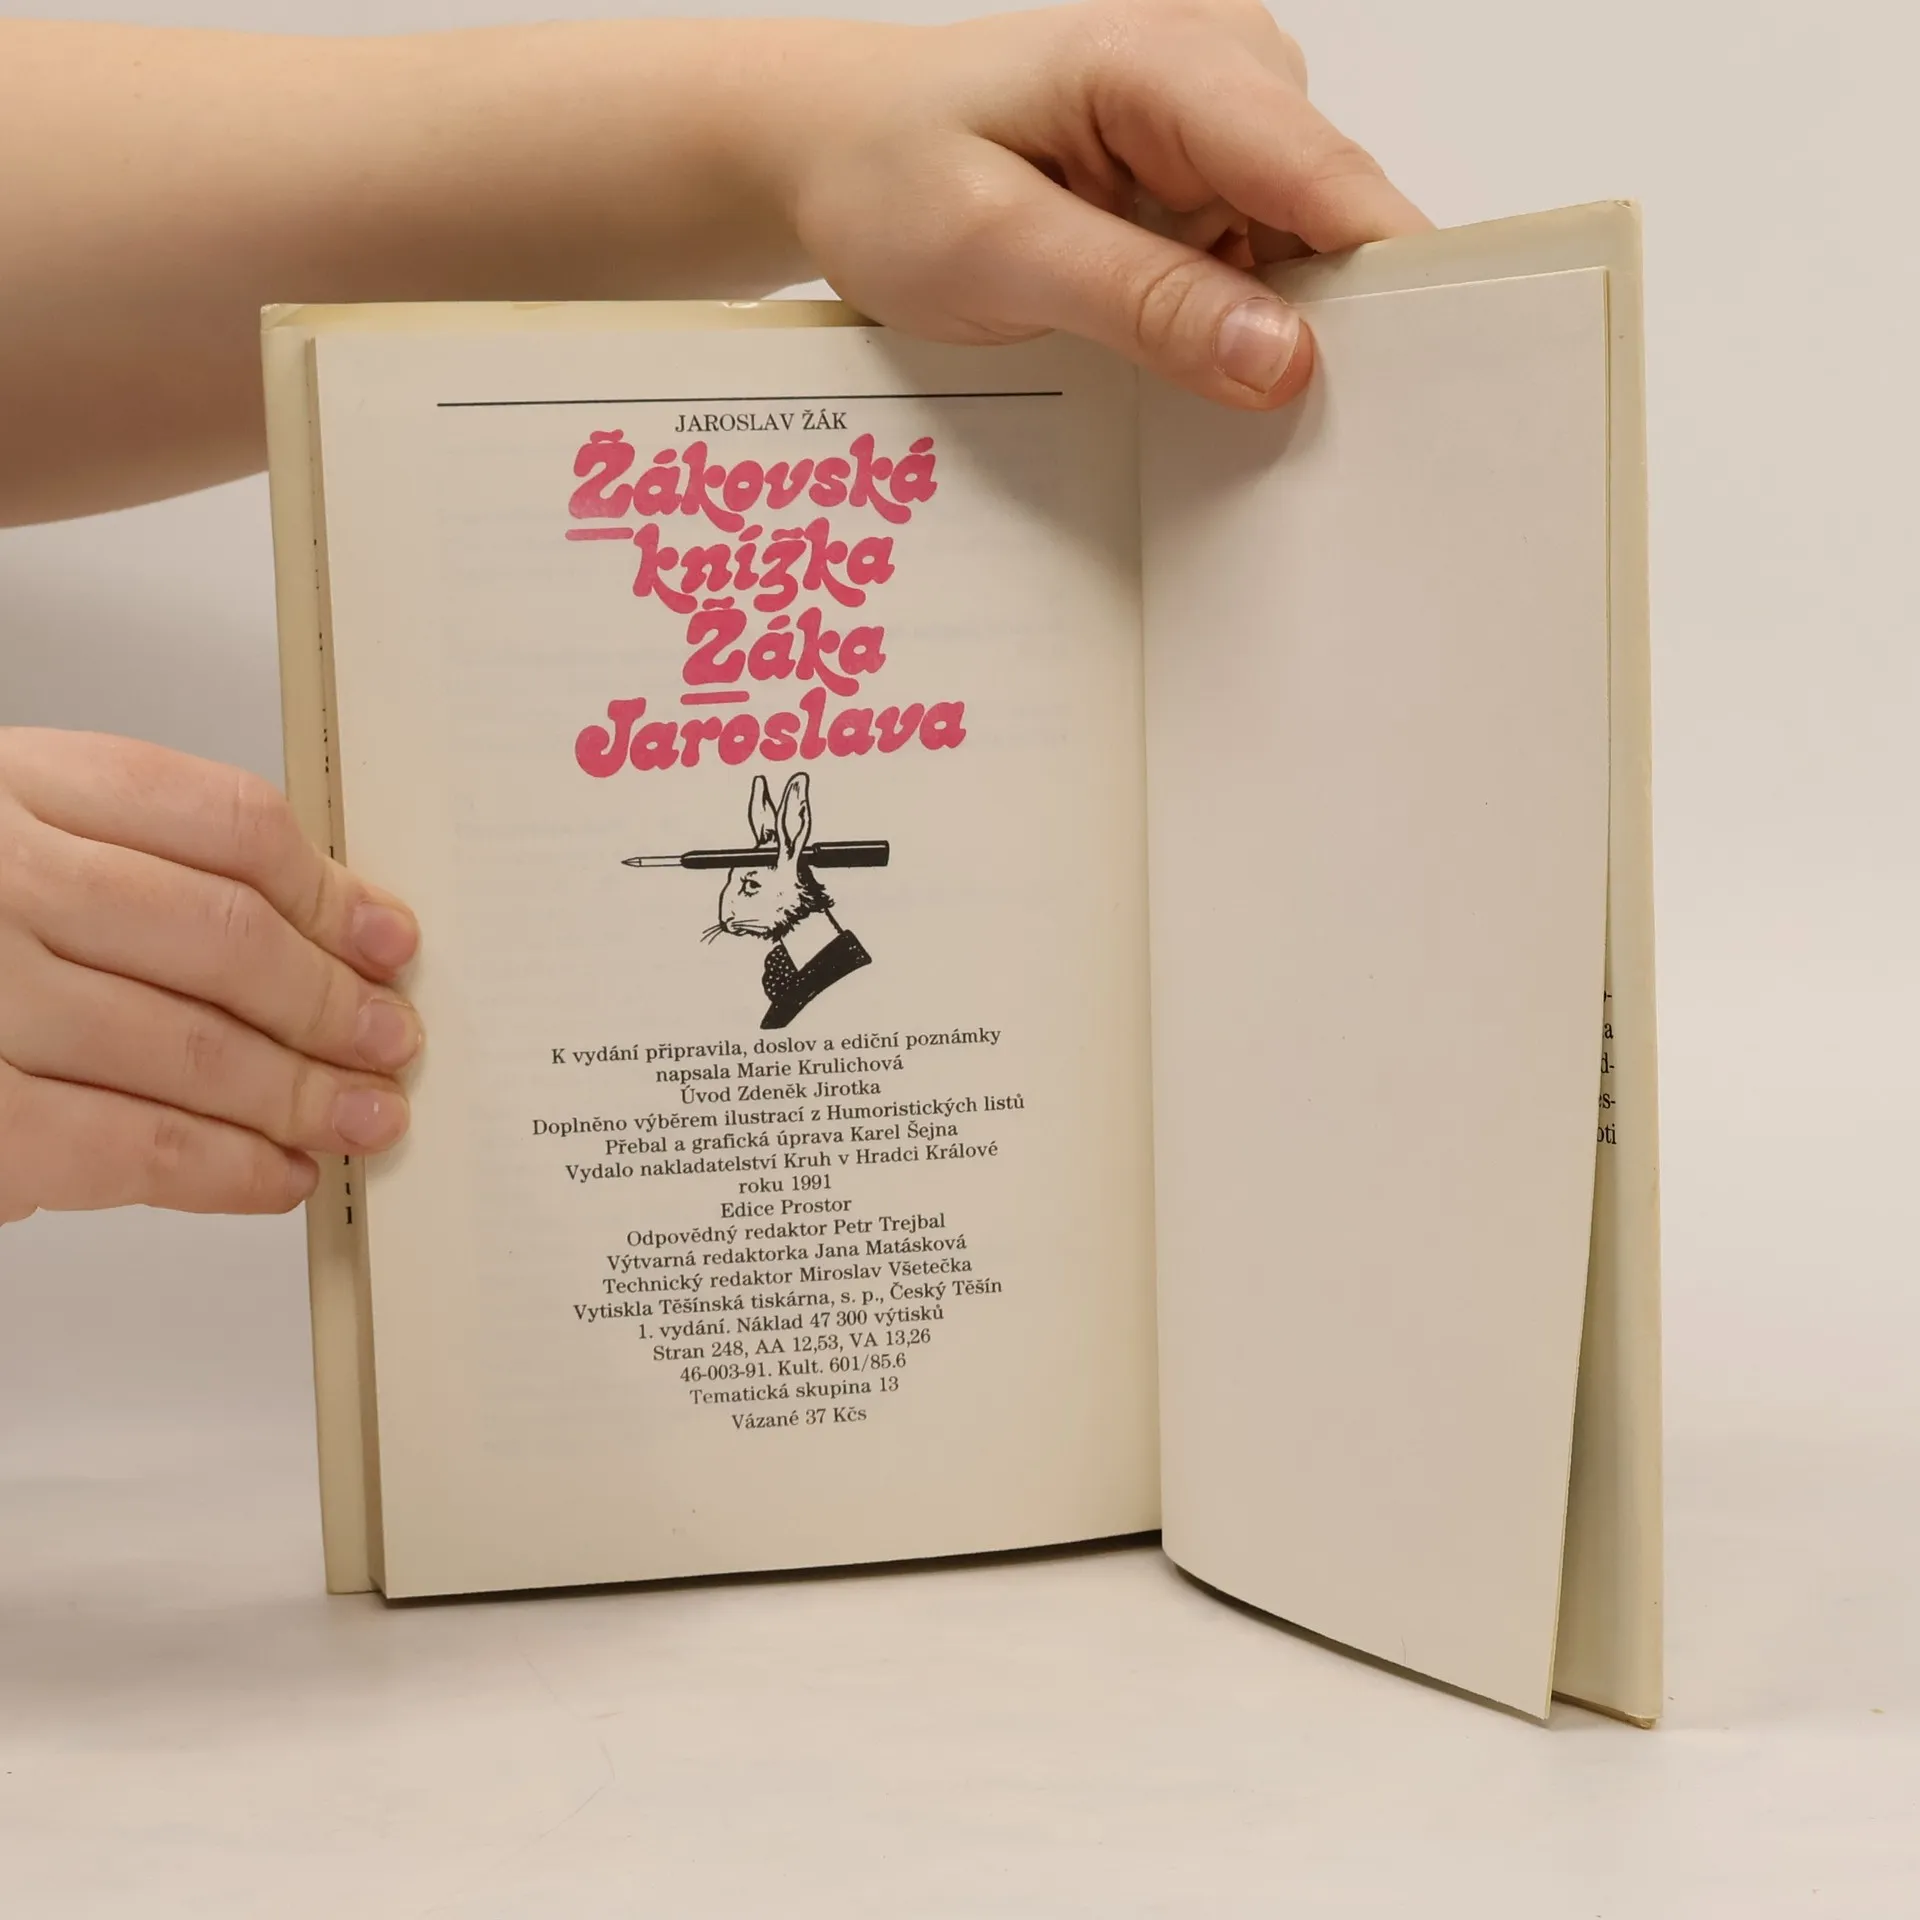 JAROSLAV ŽÁK
Žákovská
knížka
Žáka
Jaroslava
K vydání připravila, doslov a ediční poznámky
napsala Marie Krulichová
Úvod Zdeněk Jirotka
Doplněno výběrem ilustrací z Humoristických listů
Přebal a grafická úprava Karel Šejna
Vydalo nakladatelství Kruh v Hradci Králové
roku 1991
Edice Prostor
Odpovědný redaktor Petr Trejbal
Výtvarná redaktorka Jana Matásková
Technický redaktor Miroslav Všetečka
Vytiskla Těšínská tiskárna, s. p., Český Těšín
1. vydání. Náklad 47 300 výtisků
Stran 248, AA 12,53, VA 13,26
46-003-91. Kult. 601/85.6
Tematická skupina 13
Vázané 37 Kčs